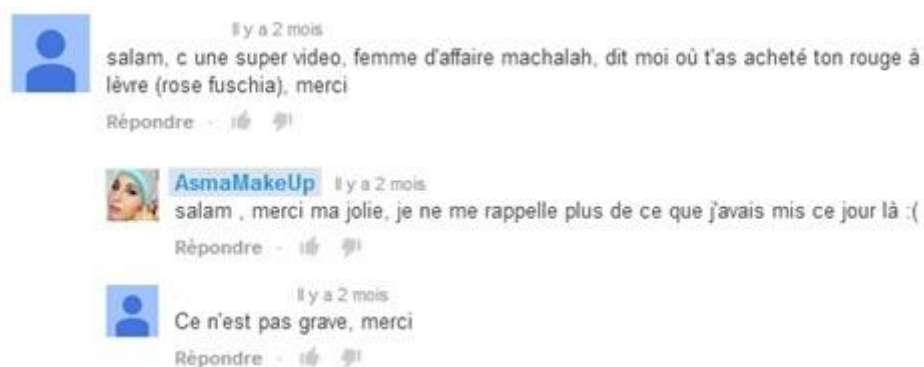 Il y a 2 mois
salam, c une super video, femme d'affaire machalah, dit moi où t'as acheté ton rouge à
lèvre (rose fuschia), merci
Répondre ·
AsmaMakeUp Il y a 2 mois
salam , merci ma jolie, je ne me rappelle plus de ce que j'avais mis ce jour là :(
Répondre ·
Il y a 2 mois
Ce n'est pas grave, merci
Répondre ·